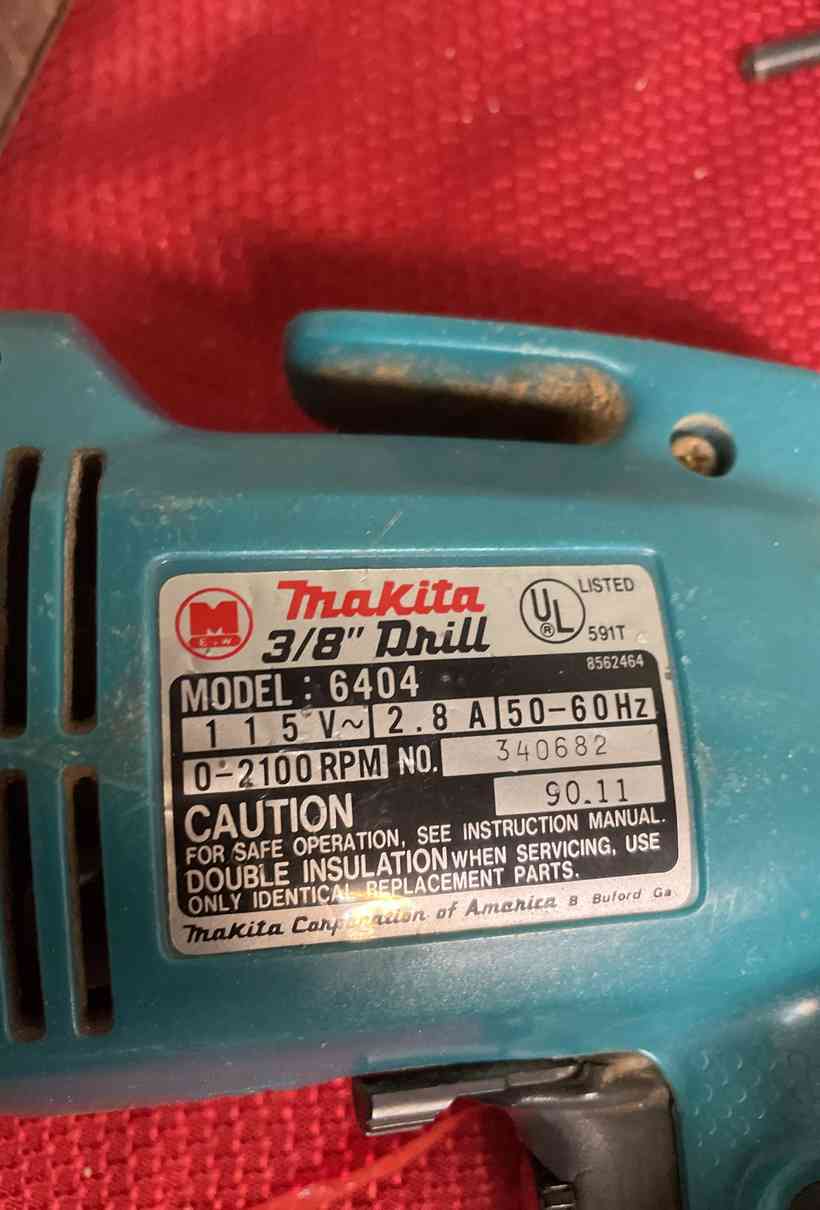 M
E.W
Makita
3/8" Drill
UL
®
LISTED
591T
8562464
MODEL : 6404
115V~ 2.8 A 50-60Hz
0-2100 RPM NO. 340682
90.11
CAUTION
FOR SAFE OPERATION, SEE INSTRUCTION MANUAL.
DOUBLE INSULATION WHEN SERVICING, USE
ONLY IDENTICAL REPLACEMENT PARTS.
Makita Corporation of America B Buford Ga